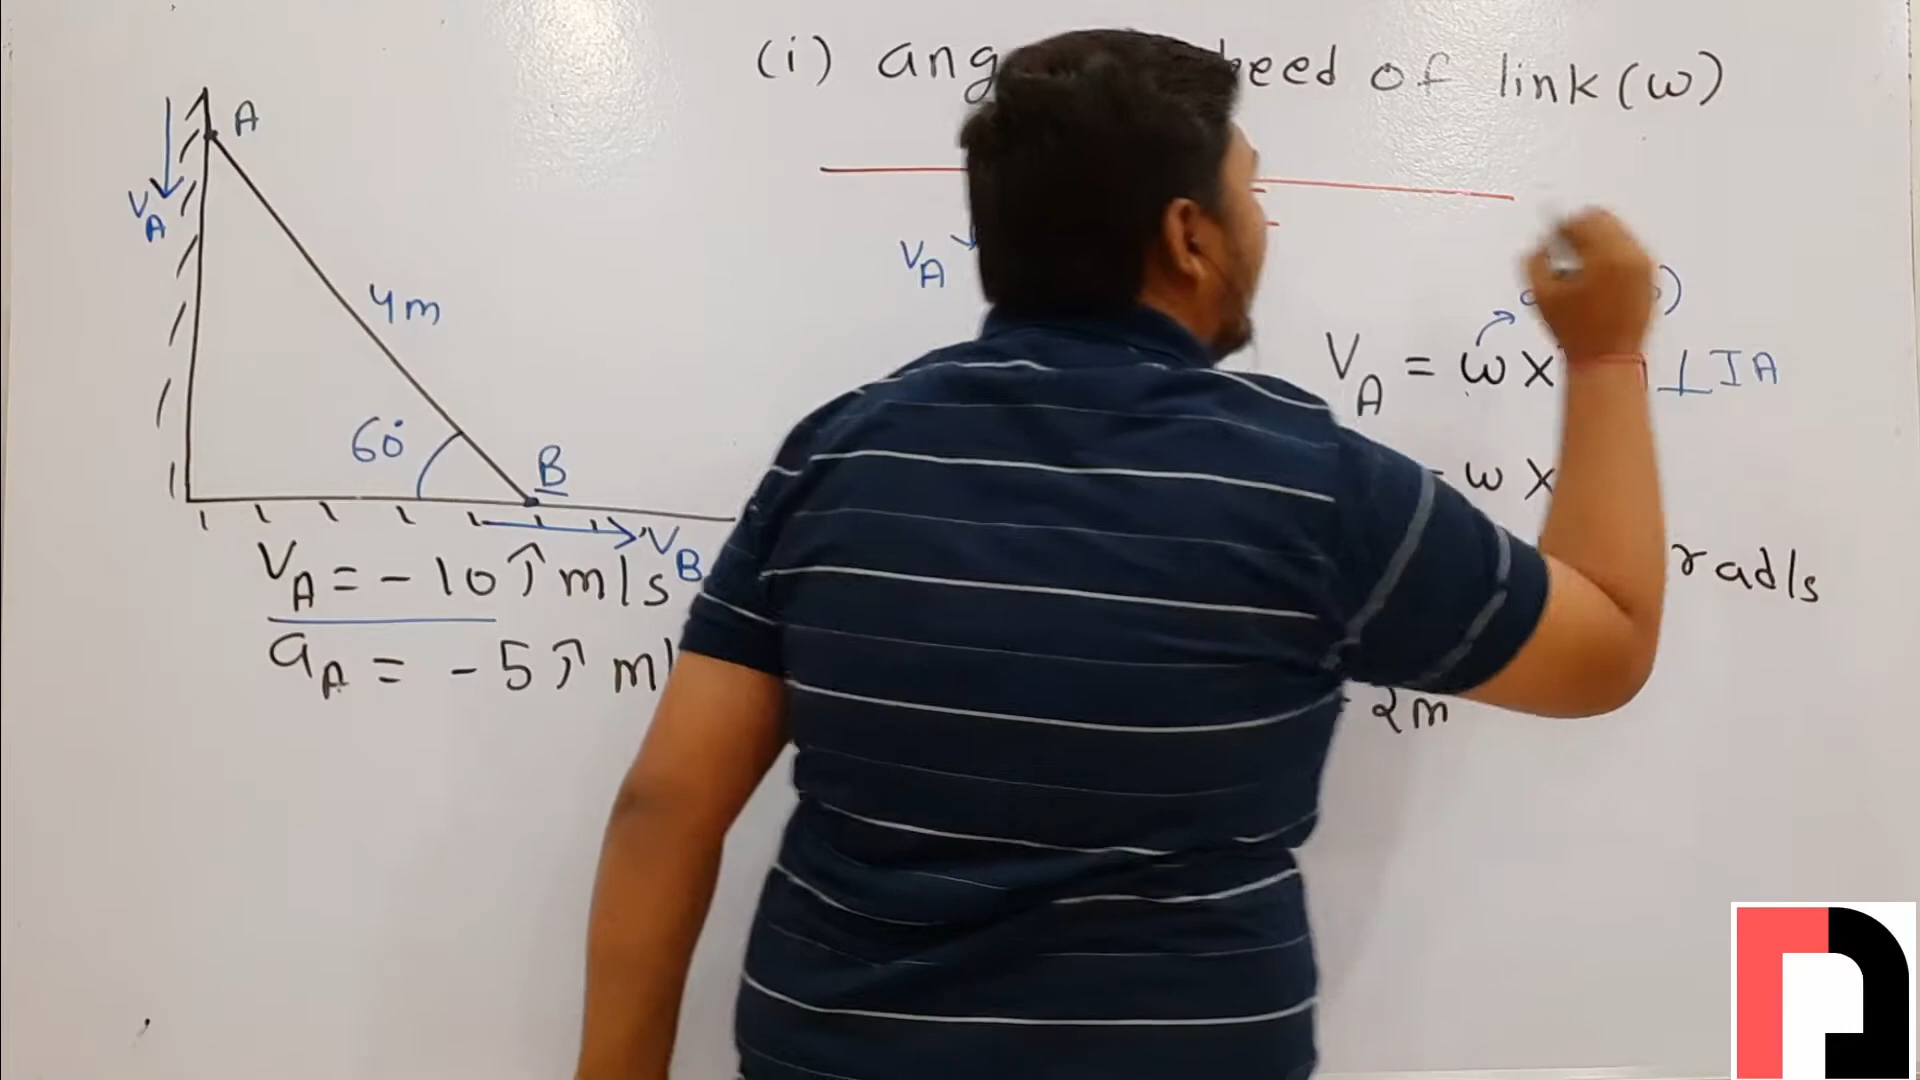 (i) ang eed of link (ω)
A
V_A
4m
60°
B
V_B
V_A = -10 ĵ m/s
a_A = -5 ĵ m/
V_A
V_A = ω × ⊥ IA
ω ×
rad/s
2m